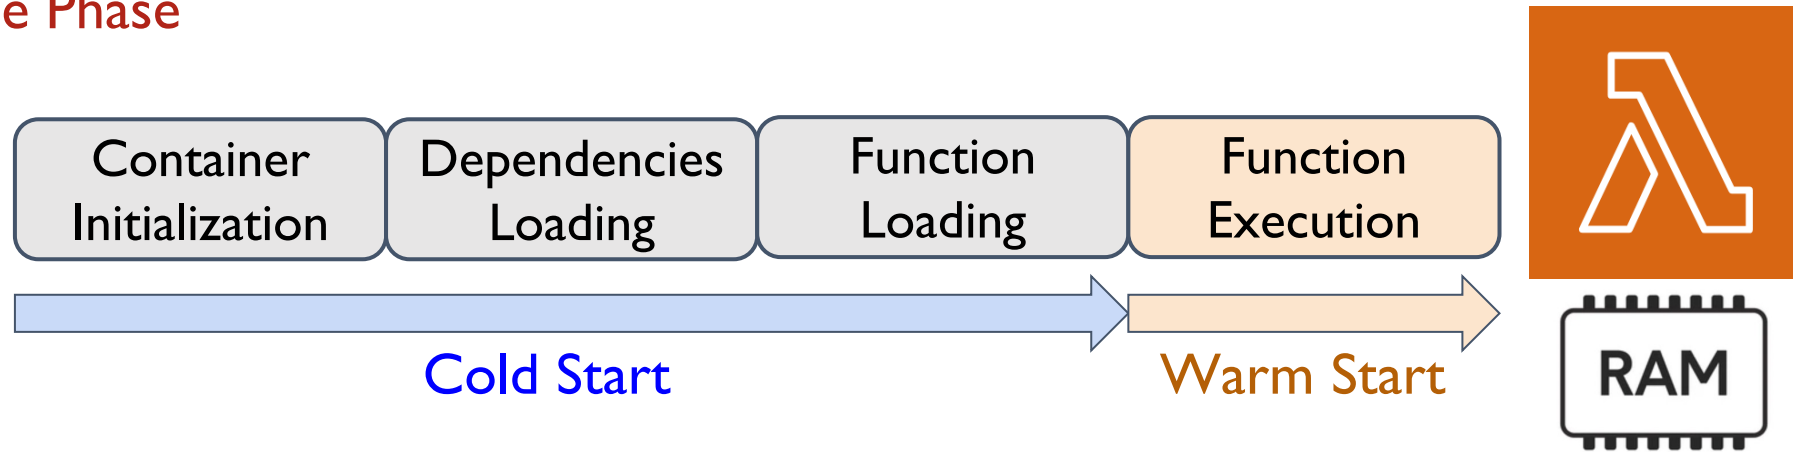 e Phase
Container
Initialization
Dependencies
Loading
Function
Loading
Function
Execution
Cold Start
Warm Start
RAM